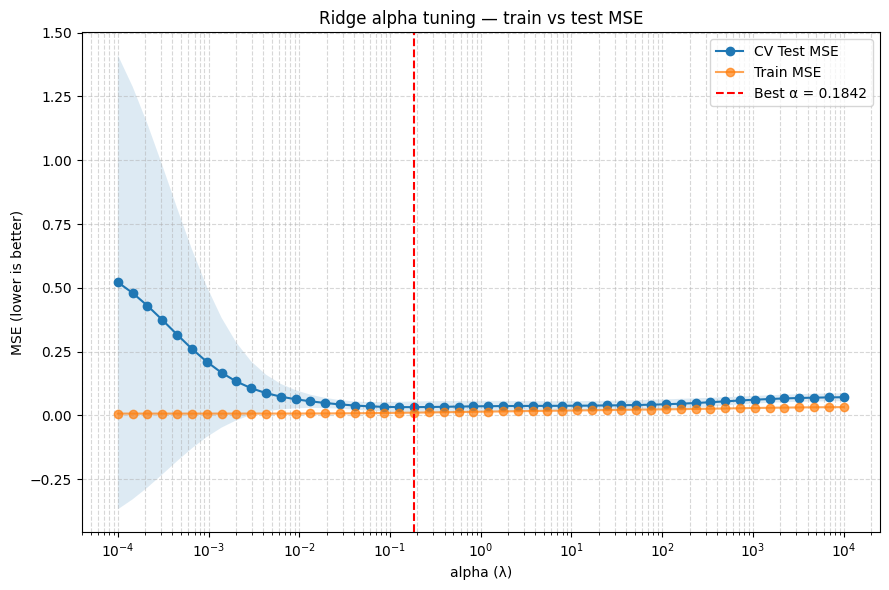 Ridge alpha tuning — train vs test MSE
CV Test MSE
Train MSE
Best α = 0.1842
MSE (lower is better)
1.50
1.25
1.00
0.75
0.50
0.25
0.00
−0.25
10⁻⁴
10⁻³
10⁻²
10⁻¹
10⁰
10¹
10²
10³
10⁴
alpha (λ)